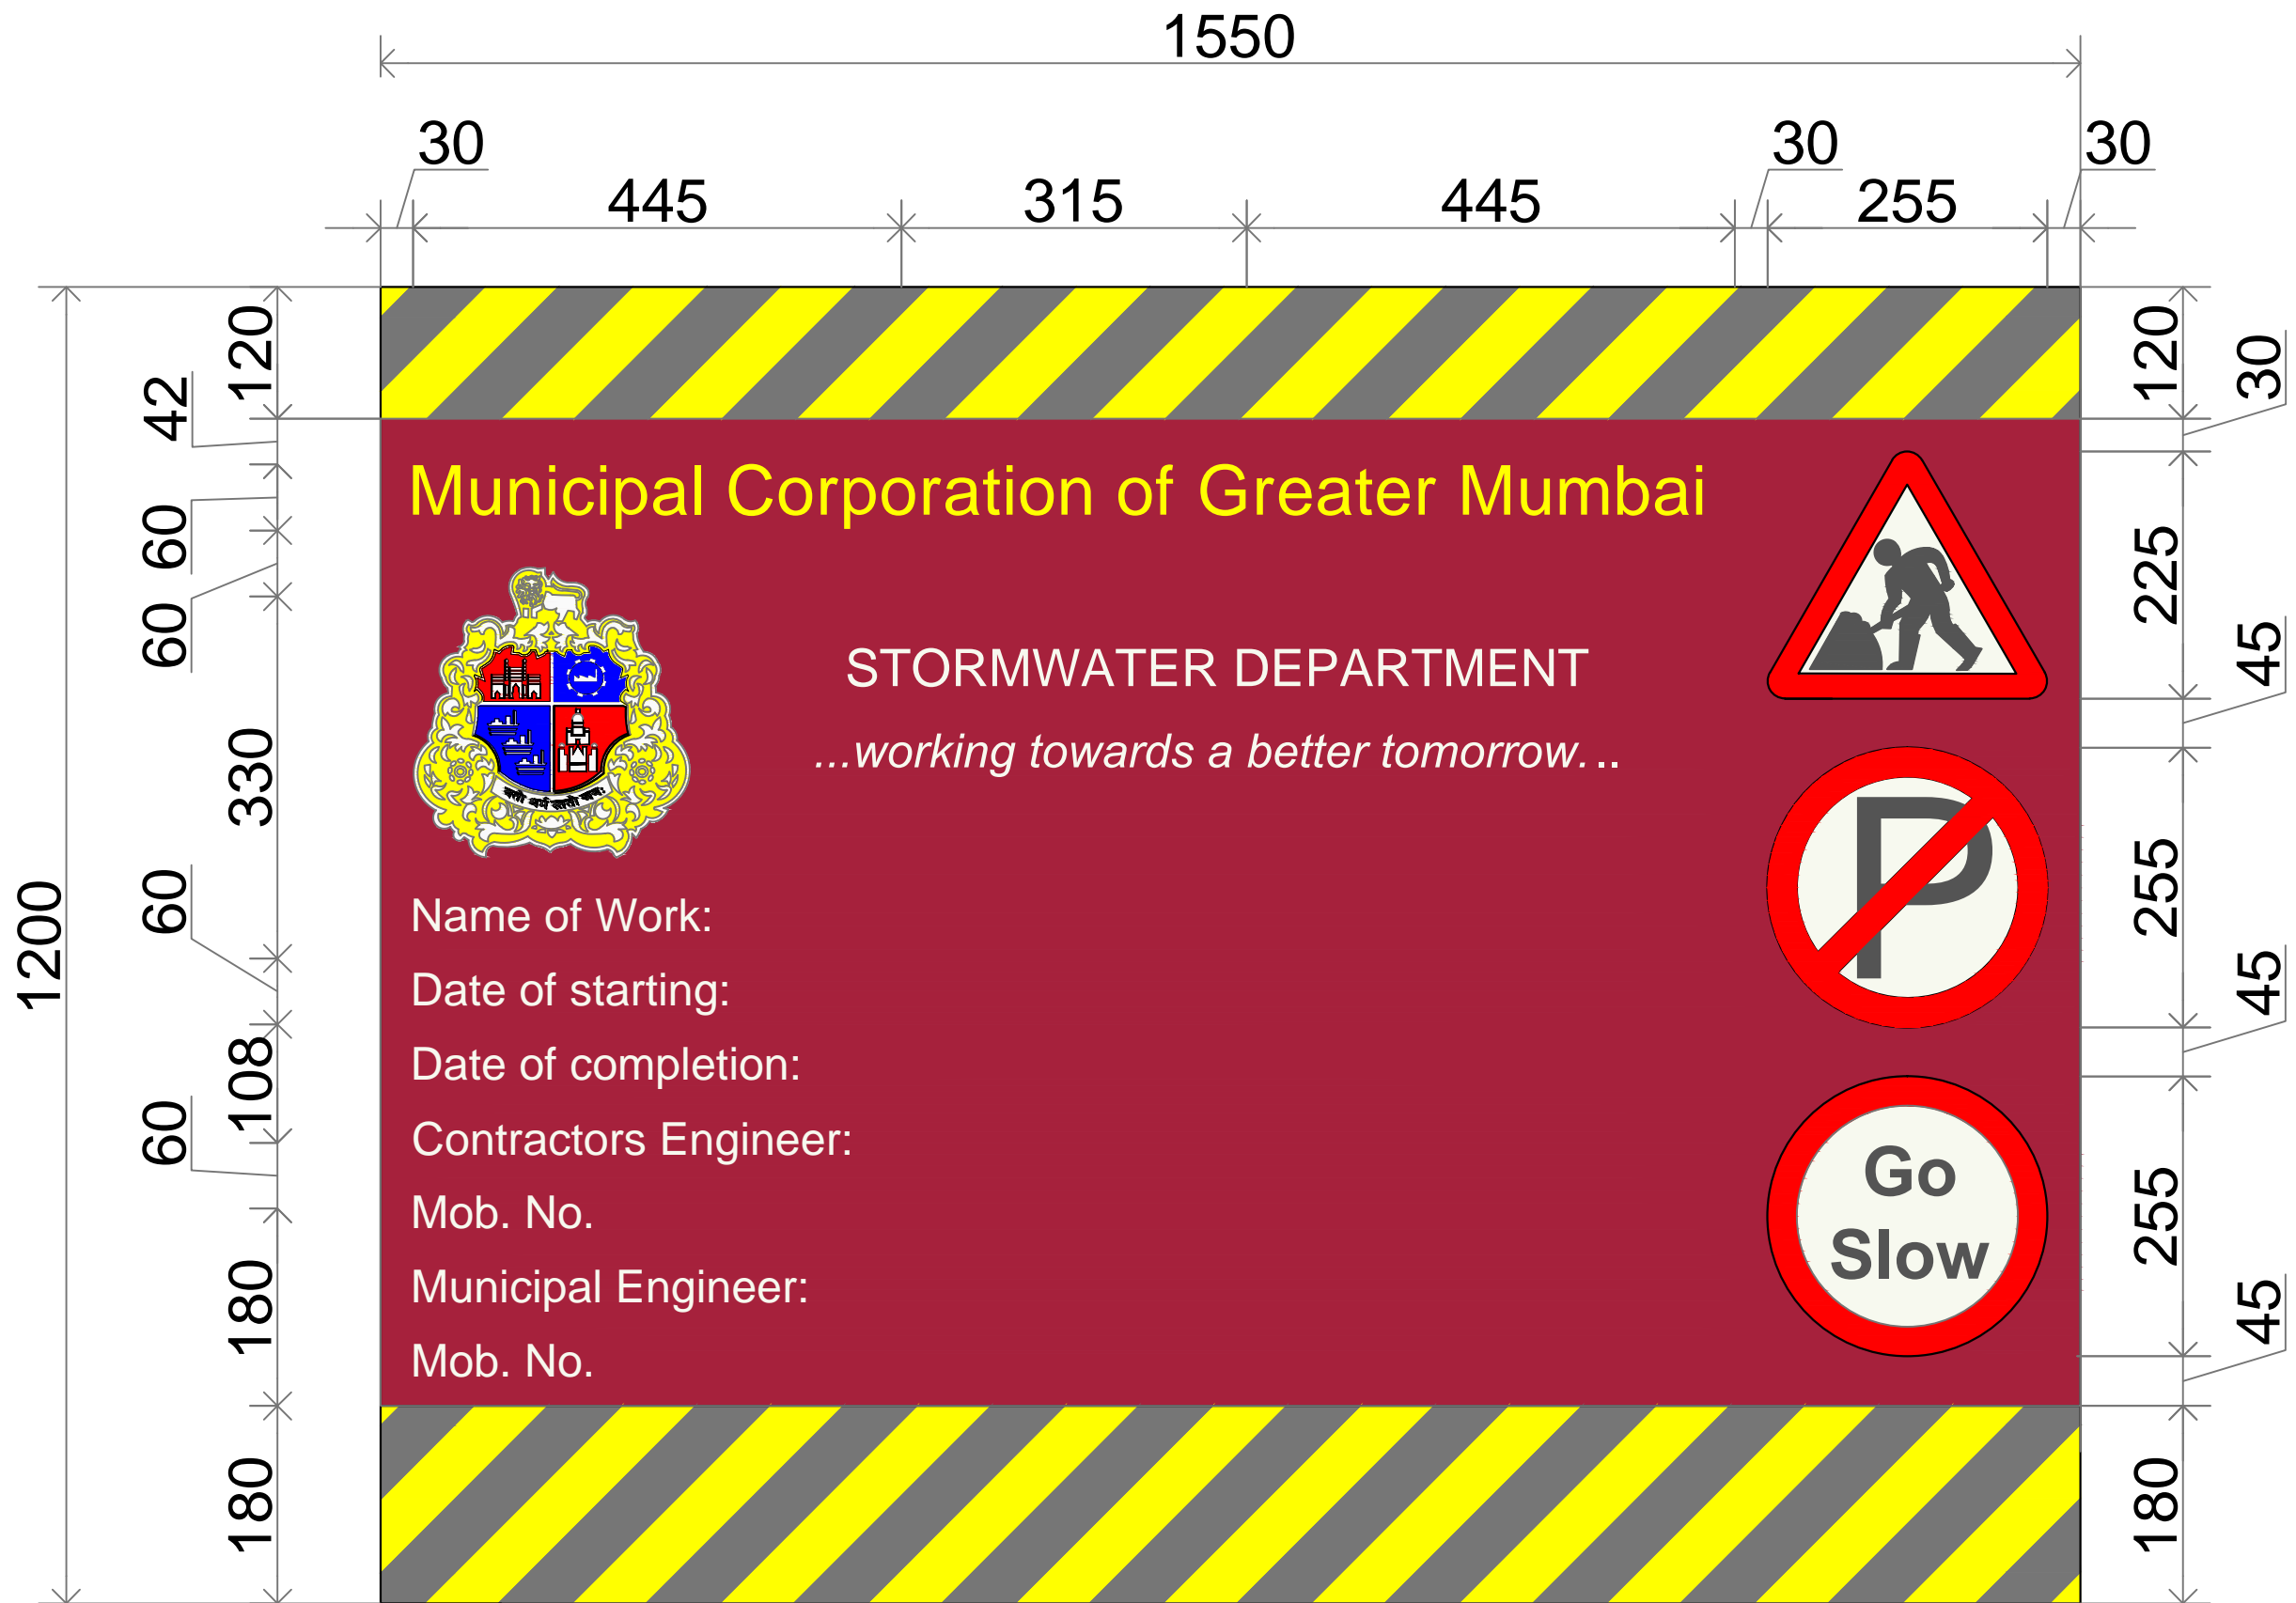 1550
30
30
30
445
315
445
255
120
42
60
60
330
60
108
60
180
180
1200
Municipal Corporation of Greater Mumbai
STORMWATER DEPARTMENT
...working towards a better tomorrow...
Name of Work:
Date of starting:
Date of completion:
Contractors Engineer:
Mob. No.
Municipal Engineer:
Mob. No.
P
Go
Slow
120
30
225
45
255
45
255
45
180